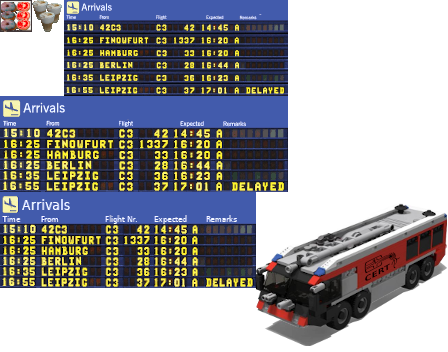 Arrivals
Time From Flight Expected Remarks
15:10 42C3 C3 42 14:45 A
16:25 FINOWFURT C3 1337 16:20 A
16:25 HAMBURG C3 33 16:20 A
16:25 BERLIN C3 28 16:44 A
16:35 LEIPZIG C3 36 16:23 A
16:55 LEIPZIG C3 37 17:01 A DELAYED
Arrivals
Time From Flight Expected Remarks
15:10 42C3 C3 42 14:45 A
16:25 FINOWFURT C3 1337 16:20 A
16:25 HAMBURG C3 33 16:20 A
16:25 BERLIN C3 28 16:44 A
16:35 LEIPZIG C3 36 16:23 A
16:55 LEIPZIG C3 37 17:01 A DELAYED
Arrivals
Time From Flight Nr. Expected Remarks
15:10 42C3 C3 42 14:45 A
16:25 FINOWFURT C3 1337 16:20 A
16:25 HAMBURG C3 33 16:20 A
16:25 BERLIN C3 28 16:44 A
16:35 LEIPZIG C3 36 16:23 A
16:55 LEIPZIG C3 37 17:01 A DELAYED
CERT